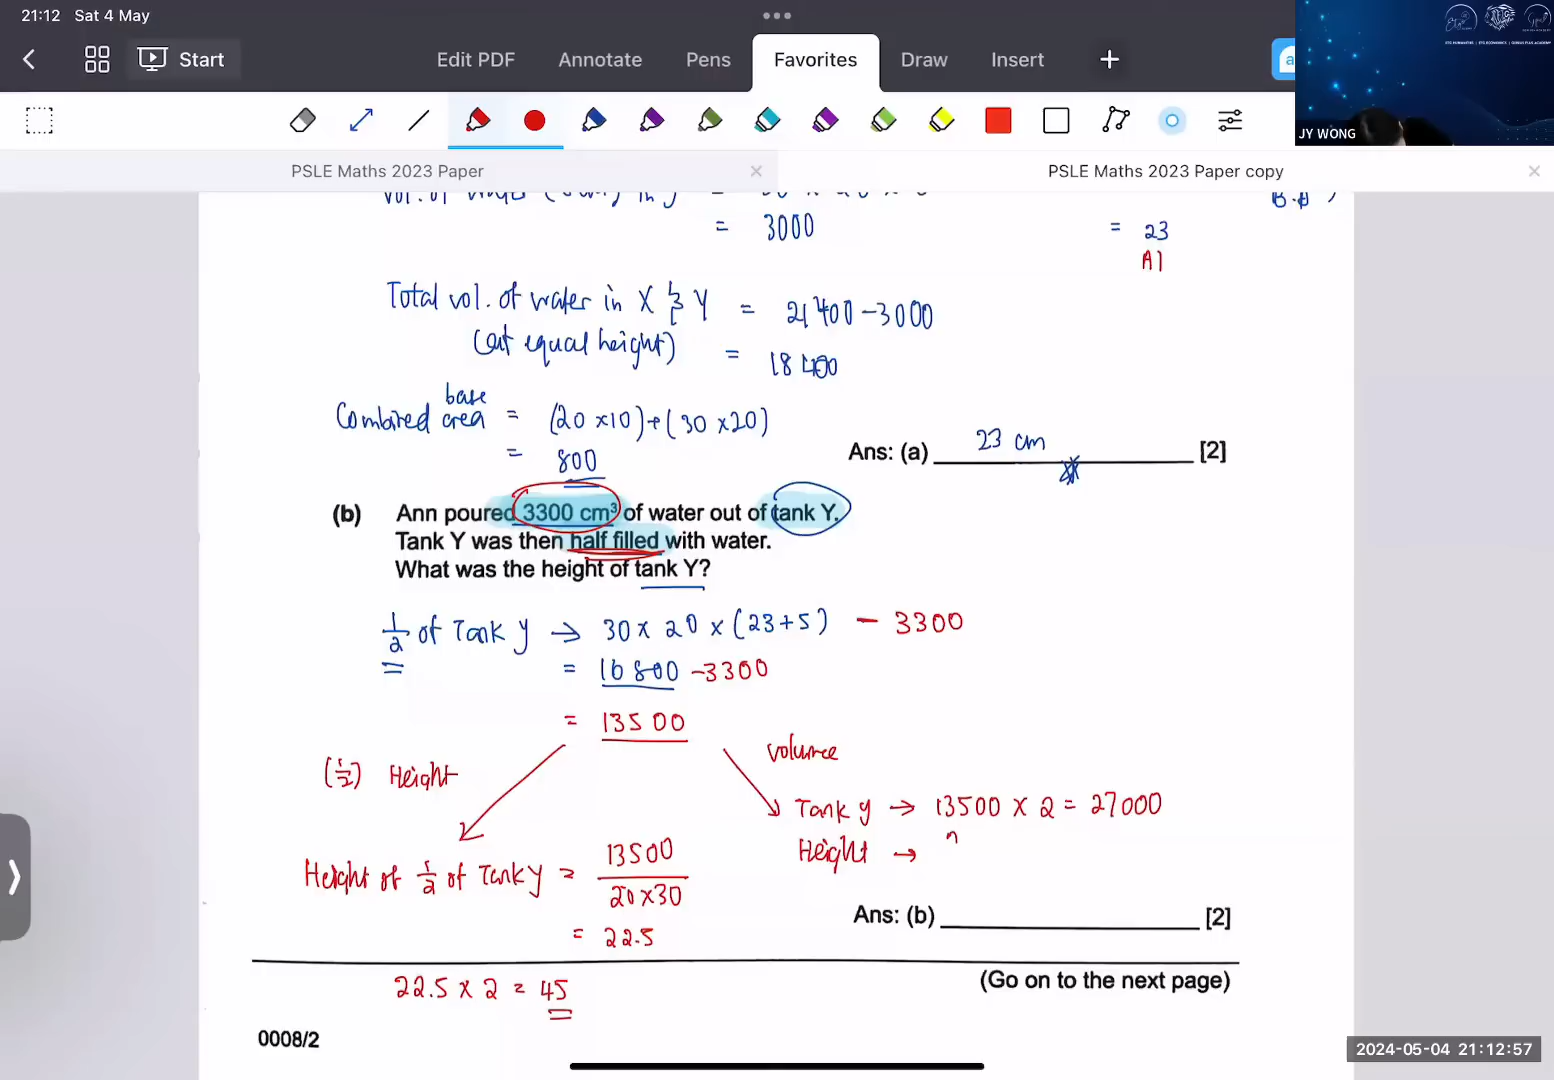 21:12 Sat 4 May
Start
Edit PDF Annotate Pens Favorites Draw Insert
JY WONG
PSLE Maths 2023 Paper
PSLE Maths 2023 Paper copy
= 3000
= 23
A1
Total vol. of water in X & Y = 21400 - 3000
(at equal height) = 18400
Combined base area = (20 x 10) + (30 x 20)
= 800
Ans: (a) 23 cm [2]
(b) Ann poured 3300 cm³ of water out of tank Y.
Tank Y was then half filled with water.
What was the height of tank Y?
1/2 of Tank Y → 30 x 20 x (23+5) - 3300
= 16800 - 3300
= 13500
(1/2) Height
volume
Tank Y → 13500 x 2 = 27000
Height →
Height of 1/2 of Tank Y = 13500 / 20 x 30
= 22.5
Ans: (b) [2]
22.5 x 2 = 45
(Go on to the next page)
0008/2
2024-05-04 21:12:57